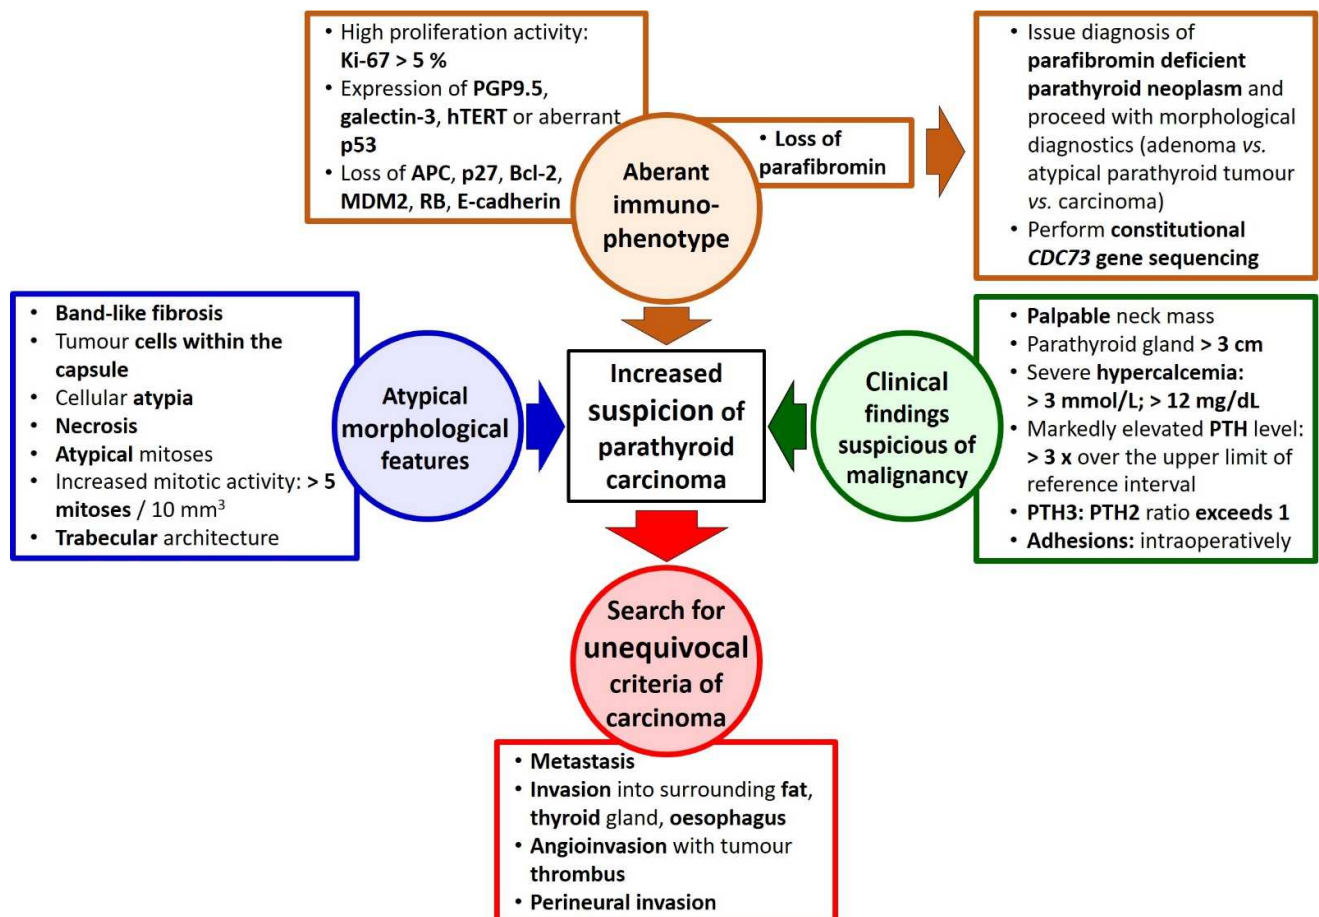 • High proliferation activity:
Ki-67 > 5 %
• Expression of PGP9.5,
galectin-3, hTERT or aberrant
p53
• Loss of APC, p27, Bcl-2,
MDM2, RB, E-cadherin
Aberant
immuno-
phenotype
• Loss of
parafibromin
• Issue diagnosis of
parafibromin deficient
parathyroid neoplasm and
proceed with morphological
diagnostics (adenoma vs.
atypical parathyroid tumour
vs. carcinoma)
• Perform constitutional
CDC73 gene sequencing
• Band-like fibrosis
• Tumour cells within the
capsule
• Cellular atypia
• Necrosis
• Atypical mitoses
• Increased mitotic activity: > 5
mitoses / 10 mm³
• Trabecular architecture
Atypical
morphological
features
Increased
suspicion of
parathyroid
carcinoma
Clinical
findings
suspicious of
malignancy
• Palpable neck mass
• Parathyroid gland > 3 cm
• Severe hypercalcemia:
> 3 mmol/L; > 12 mg/dL
• Markedly elevated PTH level:
> 3 x over the upper limit of
reference interval
• PTH3: PTH2 ratio exceeds 1
• Adhesions: intraoperatively
Search for
unequivocal
criteria of
carcinoma
• Metastasis
• Invasion into surrounding fat,
thyroid gland, oesophagus
• Angioinvasion with tumour
thrombus
• Perineural invasion